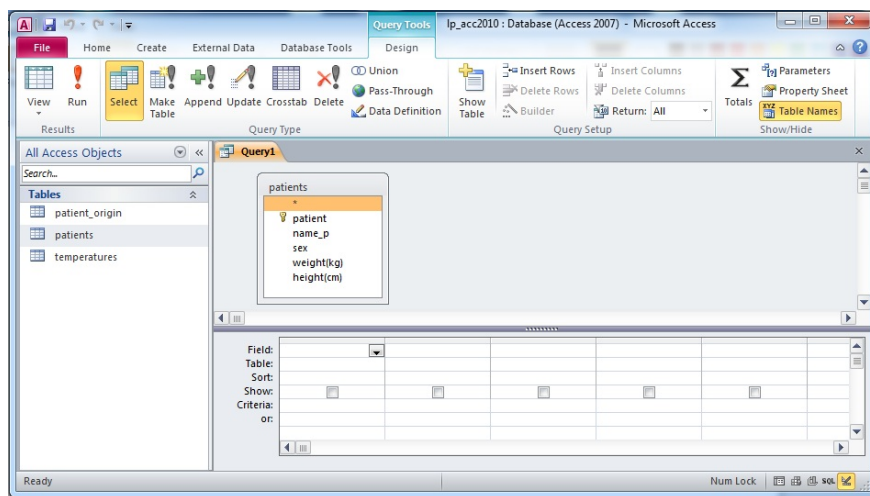 Query Tools
lp_acc2010 : Database (Access 2007) - Microsoft Access
File Home Create External Data Database Tools Design
View
Run
Select
Make Table
Append
Update
Crosstab
Delete
Union
Pass-Through
Data Definition
Show Table
Insert Rows
Delete Rows
Builder
Insert Columns
Delete Columns
Return: All
Totals
Parameters
Property Sheet
Table Names
Results Query Type Query Setup Show/Hide
All Access Objects
Search...
Tables
patient_origin
patients
temperatures
Query1
patients
*
patient
name_p
sex
weight(kg)
height(cm)
Field:
Table:
Sort:
Show:
Criteria:
or:
Ready Num Lock SQL